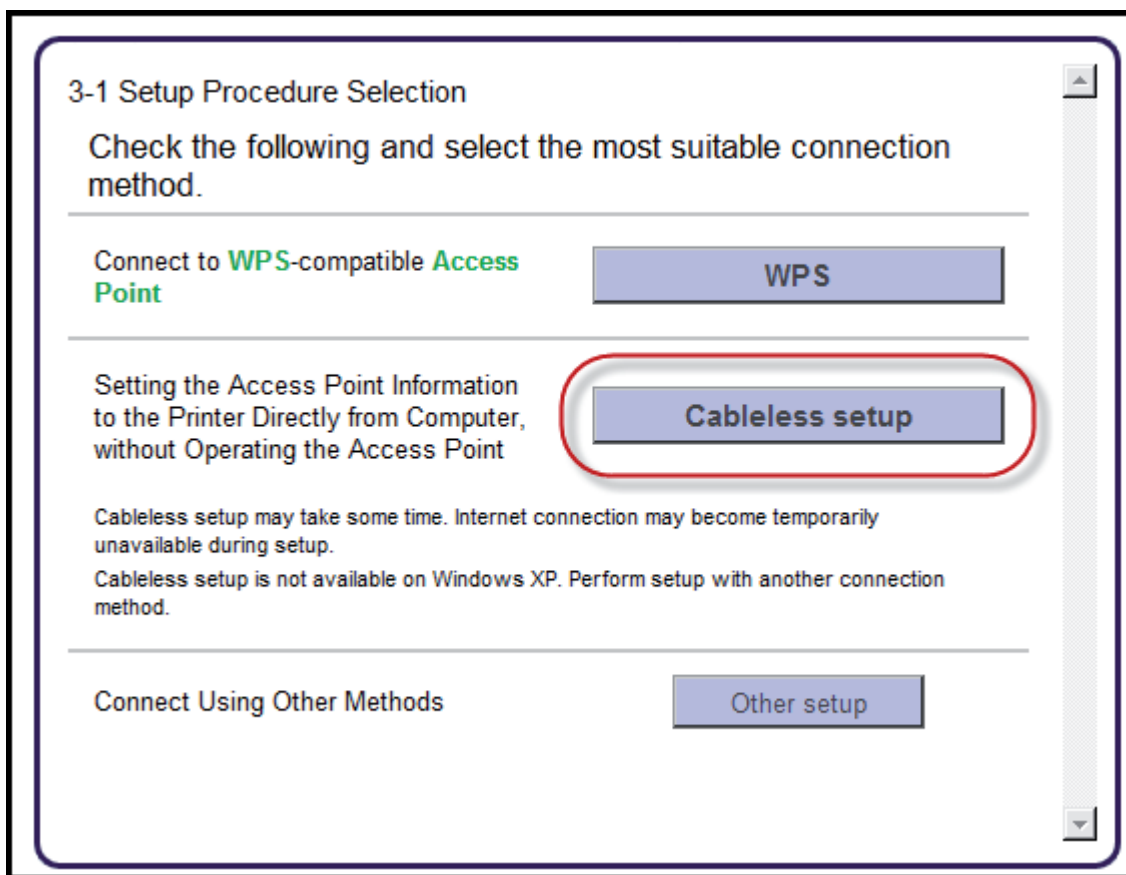 3-1 Setup Procedure Selection
Check the following and select the most suitable connection
method.
Connect to WPS-compatible Access
Point
WPS
Setting the Access Point Information
to the Printer Directly from Computer,
without Operating the Access Point
Cableless setup
Cableless setup may take some time. Internet connection may become temporarily
unavailable during setup.
Cableless setup is not available on Windows XP. Perform setup with another connection
method.
Connect Using Other Methods
Other setup